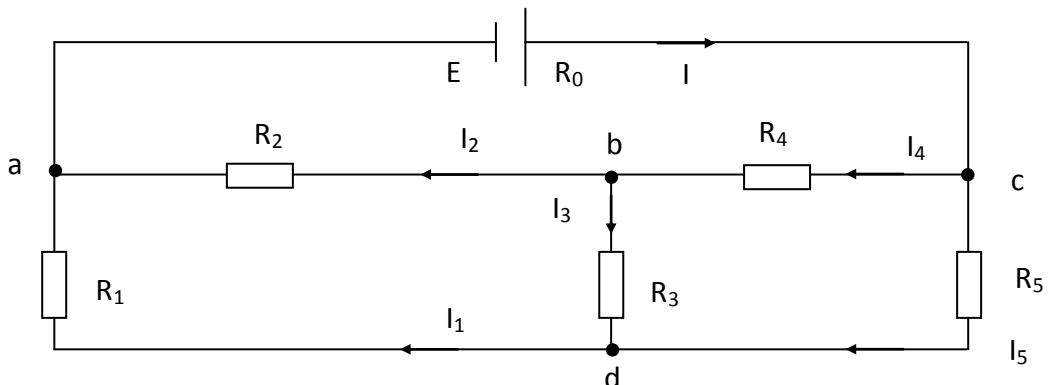 E R₀ I
R₂ I₂ b R₄ I₄
a c
I₃
R₁ R₃ R₅
I₁ I₅
d